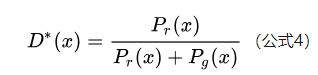 D*(x) = P_r(x) / (P_r(x) + P_g(x)) （公式4）